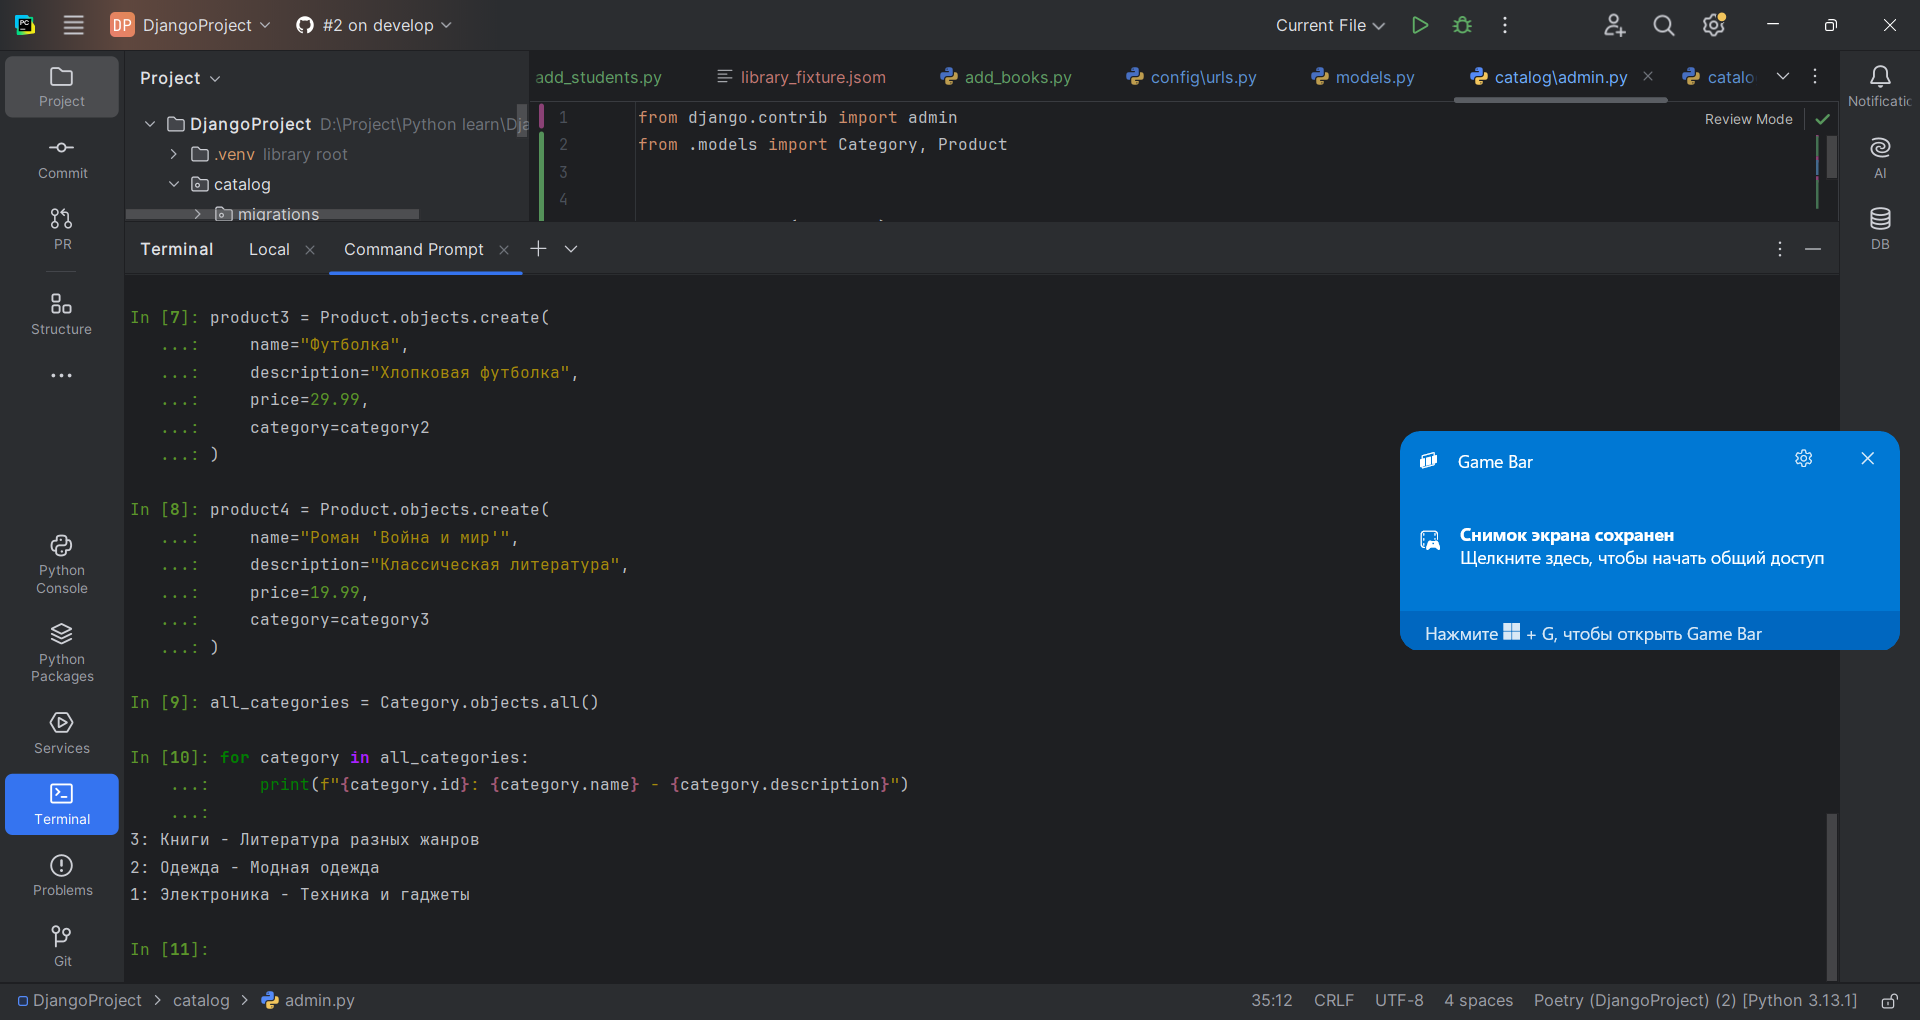 DP DjangoProject #2 on develop Current File
Project
Commit
PR
Structure
Python Console
Python Packages
Services
Terminal
Problems
Git
Project
DjangoProject D:\Project\Python learn\Dja
.venv library root
catalog
migrations
add_students.py library_fixture.jsom add_books.py config\urls.py models.py catalog\admin.py catalo
1 from django.contrib import admin
2 from .models import Category, Product
3
4
Review Mode
Notificatic
AI
DB
Terminal Local Command Prompt
In [7]: product3 = Product.objects.create(
...: name="Футболка",
...: description="Хлопковая футболка",
...: price=29.99,
...: category=category2
...: )
In [8]: product4 = Product.objects.create(
...: name="Роман 'Война и мир'",
...: description="Классическая литература",
...: price=19.99,
...: category=category3
...: )
In [9]: all_categories = Category.objects.all()
In [10]: for category in all_categories:
...: print(f"{category.id}: {category.name} - {category.description}")
...:
3: Книги - Литература разных жанров
2: Одежда - Модная одежда
1: Электроника - Техника и гаджеты
In [11]:
Game Bar
Снимок экрана сохранен
Щелкните здесь, чтобы начать общий доступ
Нажмите + G, чтобы открыть Game Bar
DjangoProject > catalog > admin.py
35:12 CRLF UTF-8 4 spaces Poetry (DjangoProject) (2) [Python 3.13.1]